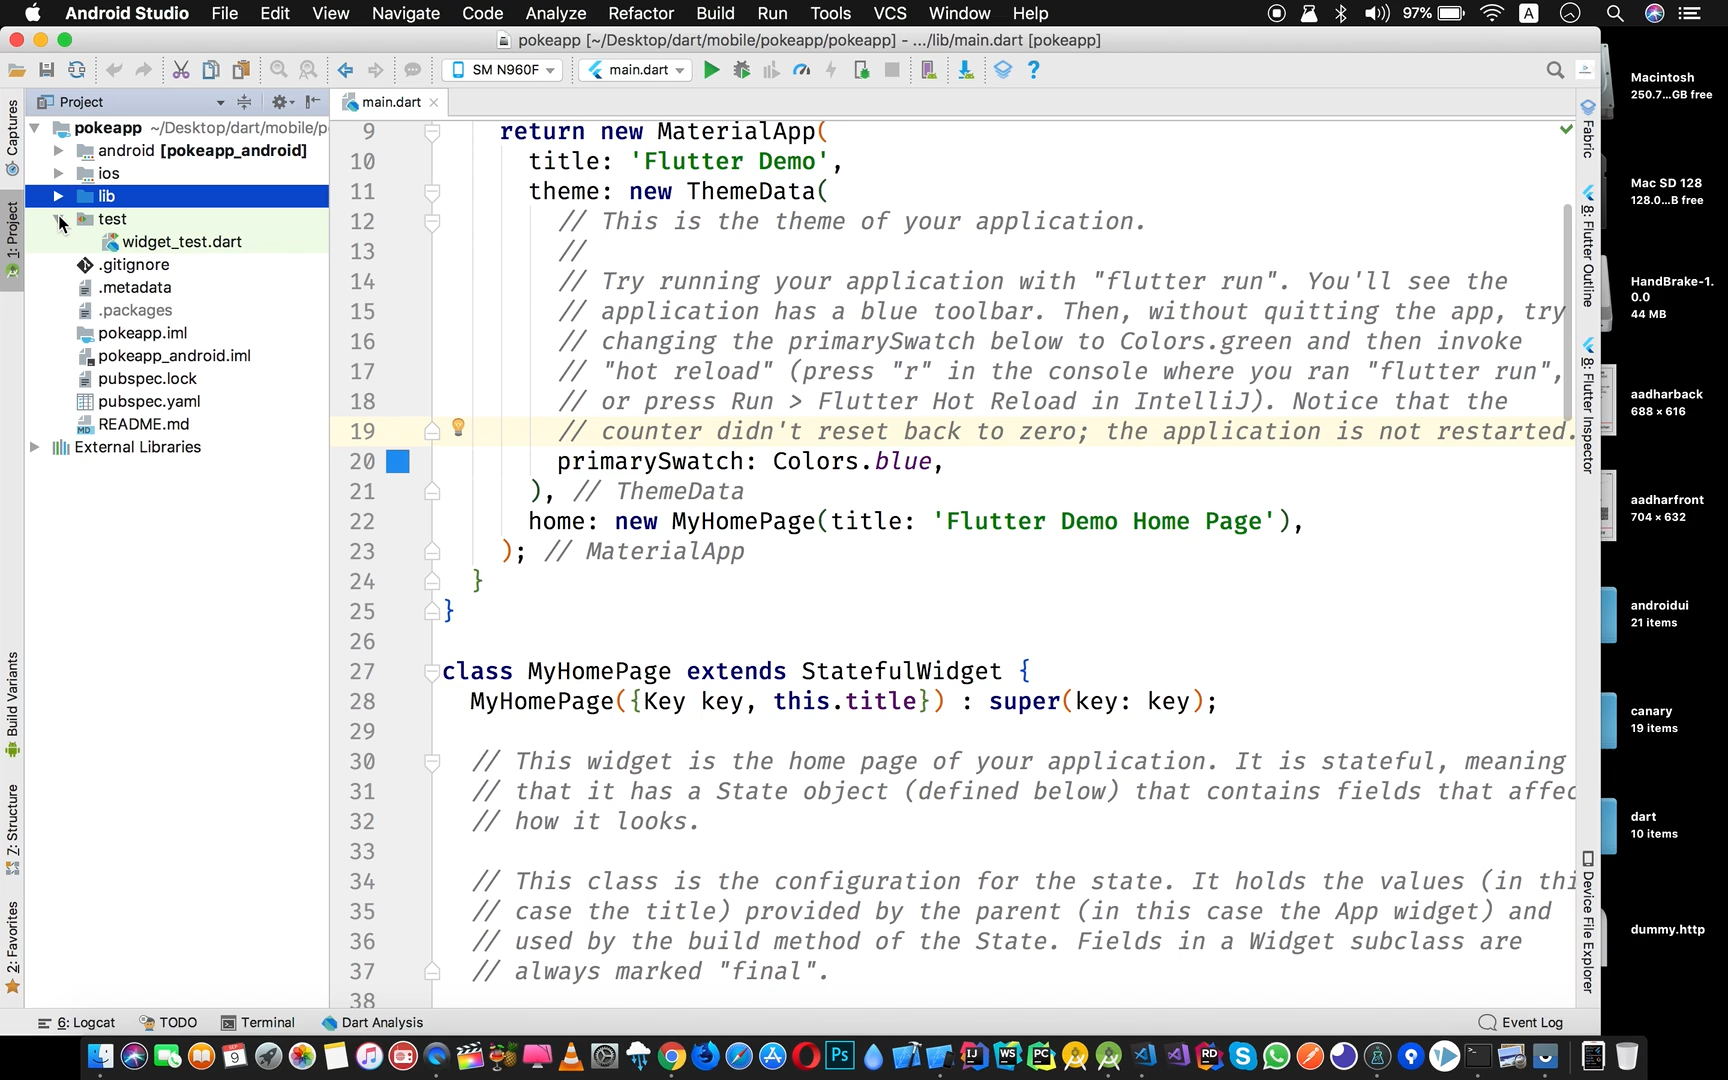 Android Studio File Edit View Navigate Code Analyze Refactor Build Run Tools VCS Window Help 97% A
pokeapp [~/Desktop/dart/mobile/pokeapp/pokeapp] - .../lib/main.dart [pokeapp]
SM N960F main.dart
Project main.dart
pokeapp ~/Desktop/dart/mobile/p
android [pokeapp_android]
ios
lib
test
widget_test.dart
.gitignore
.metadata
.packages
pokeapp.iml
pokeapp_android.iml
pubspec.lock
pubspec.yaml
README.md
External Libraries
Captures
1: Project
Build Variants
Z: Structure
2: Favorites
9 return new MaterialApp(
10 title: 'Flutter Demo',
11 theme: new ThemeData(
12 // This is the theme of your application.
13 //
14 // Try running your application with "flutter run". You'll see the
15 // application has a blue toolbar. Then, without quitting the app, try
16 // changing the primarySwatch below to Colors.green and then invoke
17 // "hot reload" (press "r" in the console where you ran "flutter run",
18 // or press Run > Flutter Hot Reload in IntelliJ). Notice that the
19 // counter didn't reset back to zero; the application is not restarted.
20 primarySwatch: Colors.blue,
21 ), // ThemeData
22 home: new MyHomePage(title: 'Flutter Demo Home Page'),
23 ); // MaterialApp
24 }
25 }
26
27 class MyHomePage extends StatefulWidget {
28 MyHomePage({Key key, this.title}) : super(key: key);
29
30 // This widget is the home page of your application. It is stateful, meaning
31 // that it has a State object (defined below) that contains fields that affec
32 // how it looks.
33
34 // This class is the configuration for the state. It holds the values (in thi
35 // case the title) provided by the parent (in this case the App widget) and
36 // used by the build method of the State. Fields in a Widget subclass are
37 // always marked "final".
38
Fabric
8: Flutter Outline
8: Flutter Inspector
Device File Explorer
Macintosh
250.7...GB free
Mac SD 128
128.0...B free
HandBrake-1.
0.0
44 MB
aadharback
688 × 616
aadharfront
704 × 632
androidui
21 items
canary
19 items
dart
10 items
dummy.http
6: Logcat TODO Terminal Dart Analysis Event Log
SEP 9 Ps IJ WS PC RD